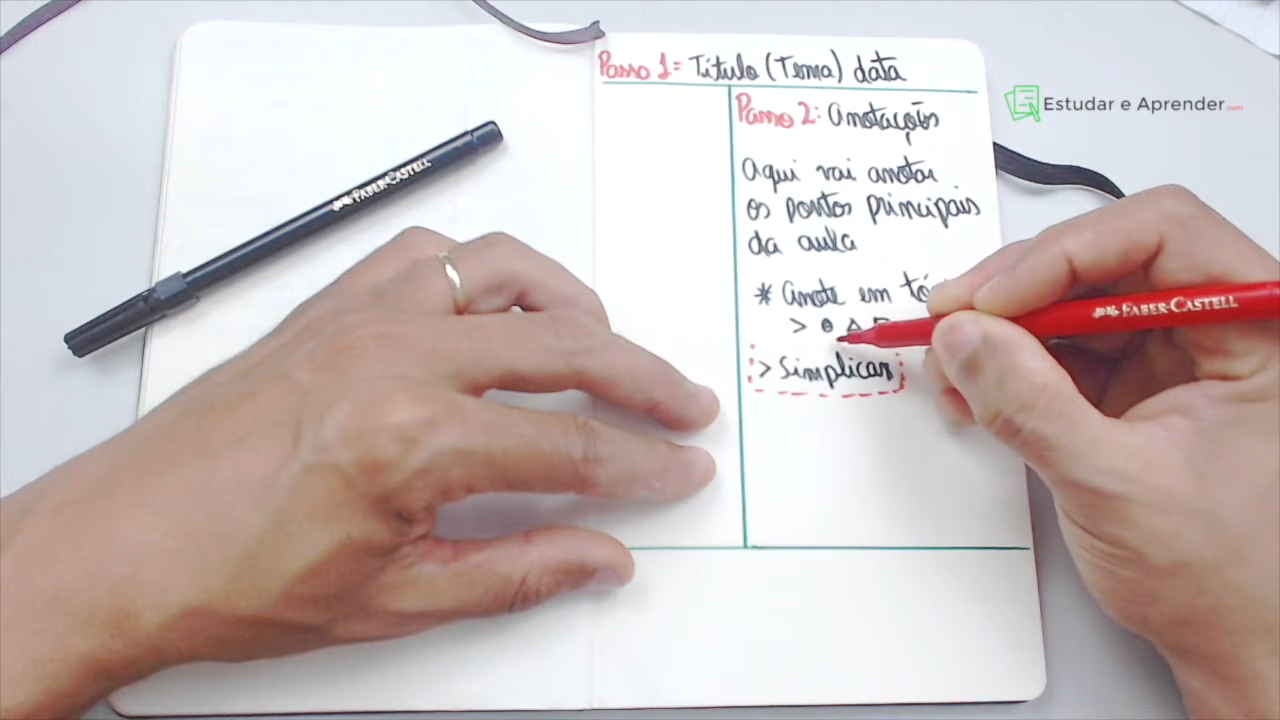 Passo 1: Título (Tema) data
Passo 2: Anotações
Aqui vai anotar
os pontos principais
da aula
* Anote em
>
> Simplicar
FABER-CASTELL
FABER-CASTELL
Estudar e Aprender.com